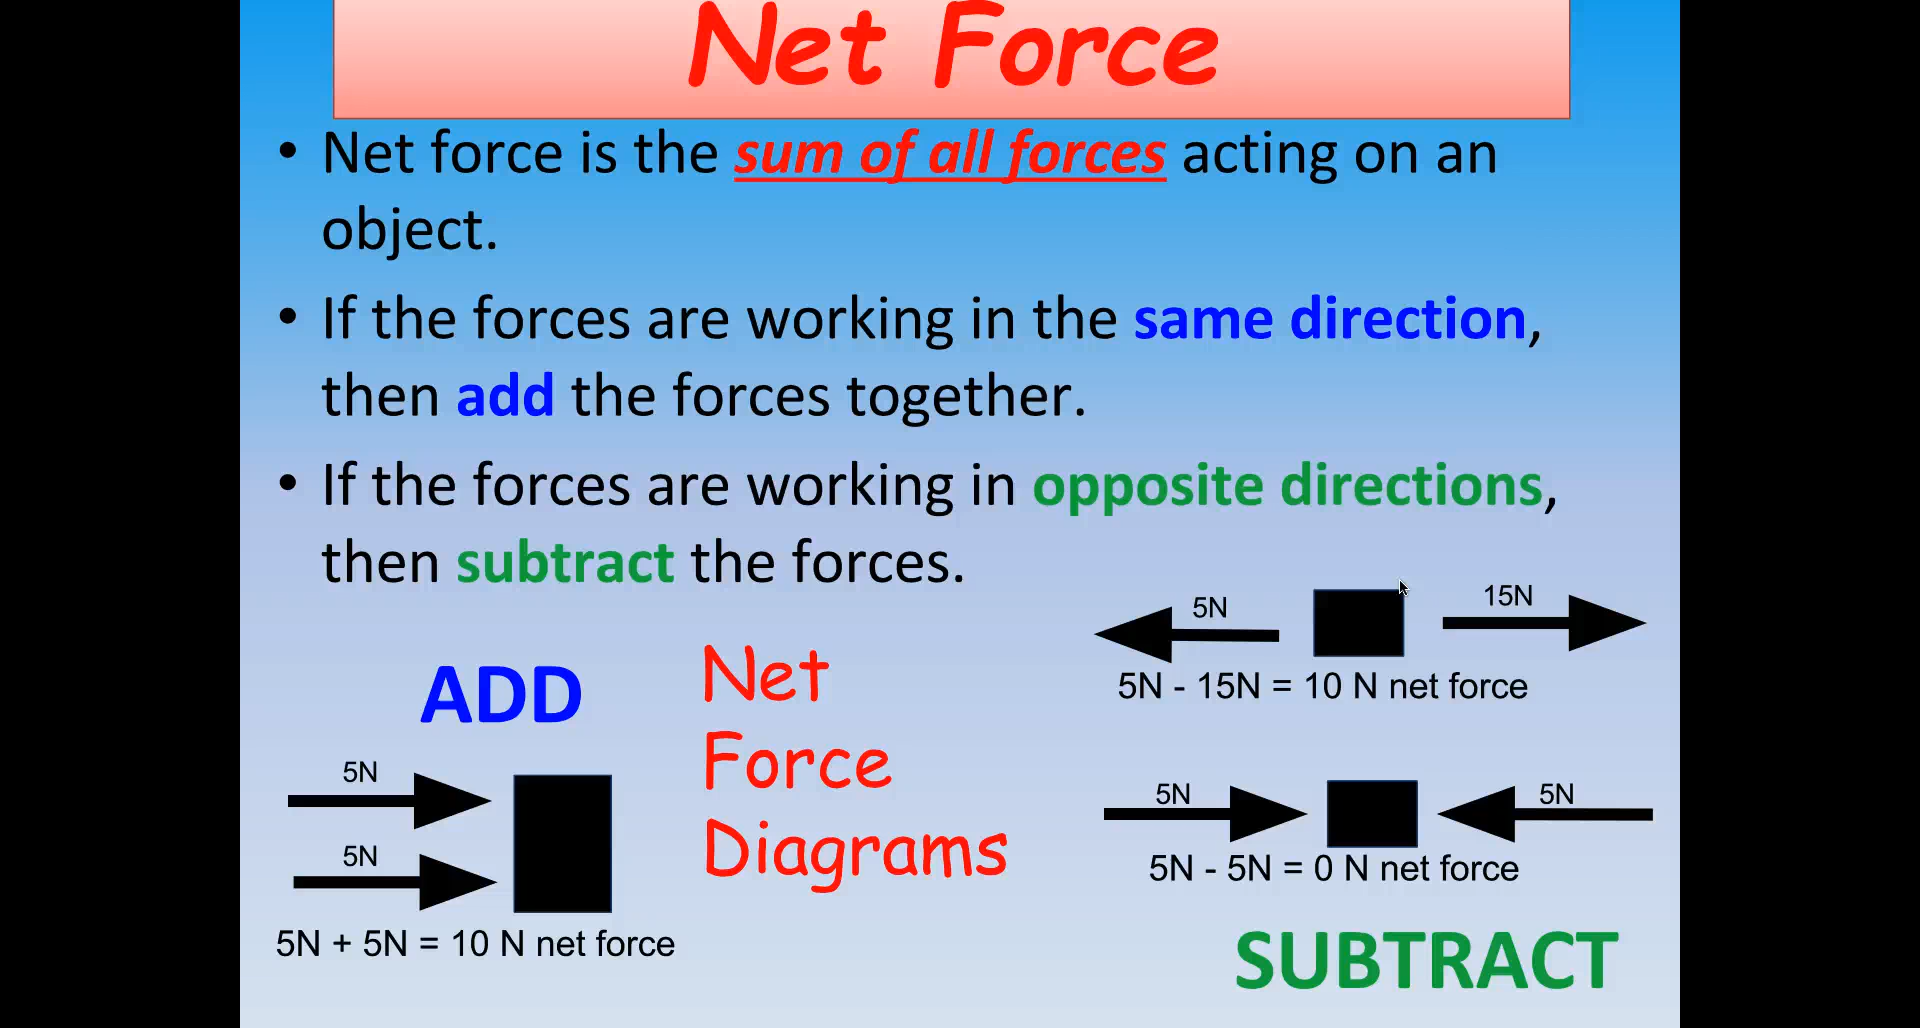 Net Force
• Net force is the sum of all forces acting on an
object.
• If the forces are working in the same direction,
then add the forces together.
• If the forces are working in opposite directions,
then subtract the forces.
5N
15N
5N - 15N = 10 N net force
ADD
Net
Force
Diagrams
5N
5N
5N + 5N = 10 N net force
5N
5N
5N - 5N = 0 N net force
SUBTRACT